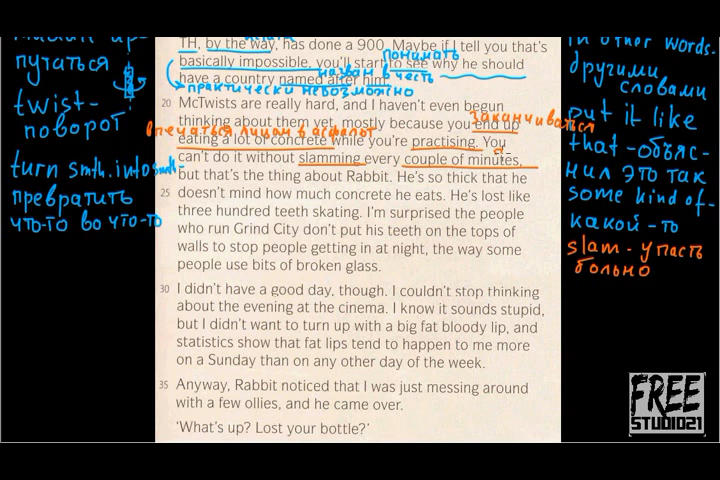 TH, by the way, has done a 900. Maybe if I tell you that's
понимать
basically impossible, you'll start to see why he should
назван в честь
have a country named after him.
практически невозможно
20 McTwists are really hard, and I haven't even begun
заканчиваться
thinking about them yet, mostly because you end up
впечаться лицом в асфальт
eating a lot of concrete while you're practising. You
can't do it without slamming every couple of minutes,
but that's the thing about Rabbit. He's so thick that he
25 doesn't mind how much concrete he eats. He's lost like
three hundred teeth skating. I'm surprised the people
who run Grind City don't put his teeth on the tops of
walls to stop people getting in at night, the way some
people use bits of broken glass.
30 I didn't have a good day, though. I couldn't stop thinking
about the evening at the cinema. I know it sounds stupid,
but I didn't want to turn up with a big fat bloody lip, and
statistics show that fat lips tend to happen to me more
on a Sunday than on any other day of the week.
35 Anyway, Rabbit noticed that I was just messing around
with a few ollies, and he came over.
'What's up? Lost your bottle?'
пучаться
twist-
поворот
turn smth. into smth-
превратить
что-то во что-то
in other words-
другими
словами
put it like
that - объяс-
нил это так
some kind of-
какой-то
slam - упасть
больно
FREE
STUDIO21